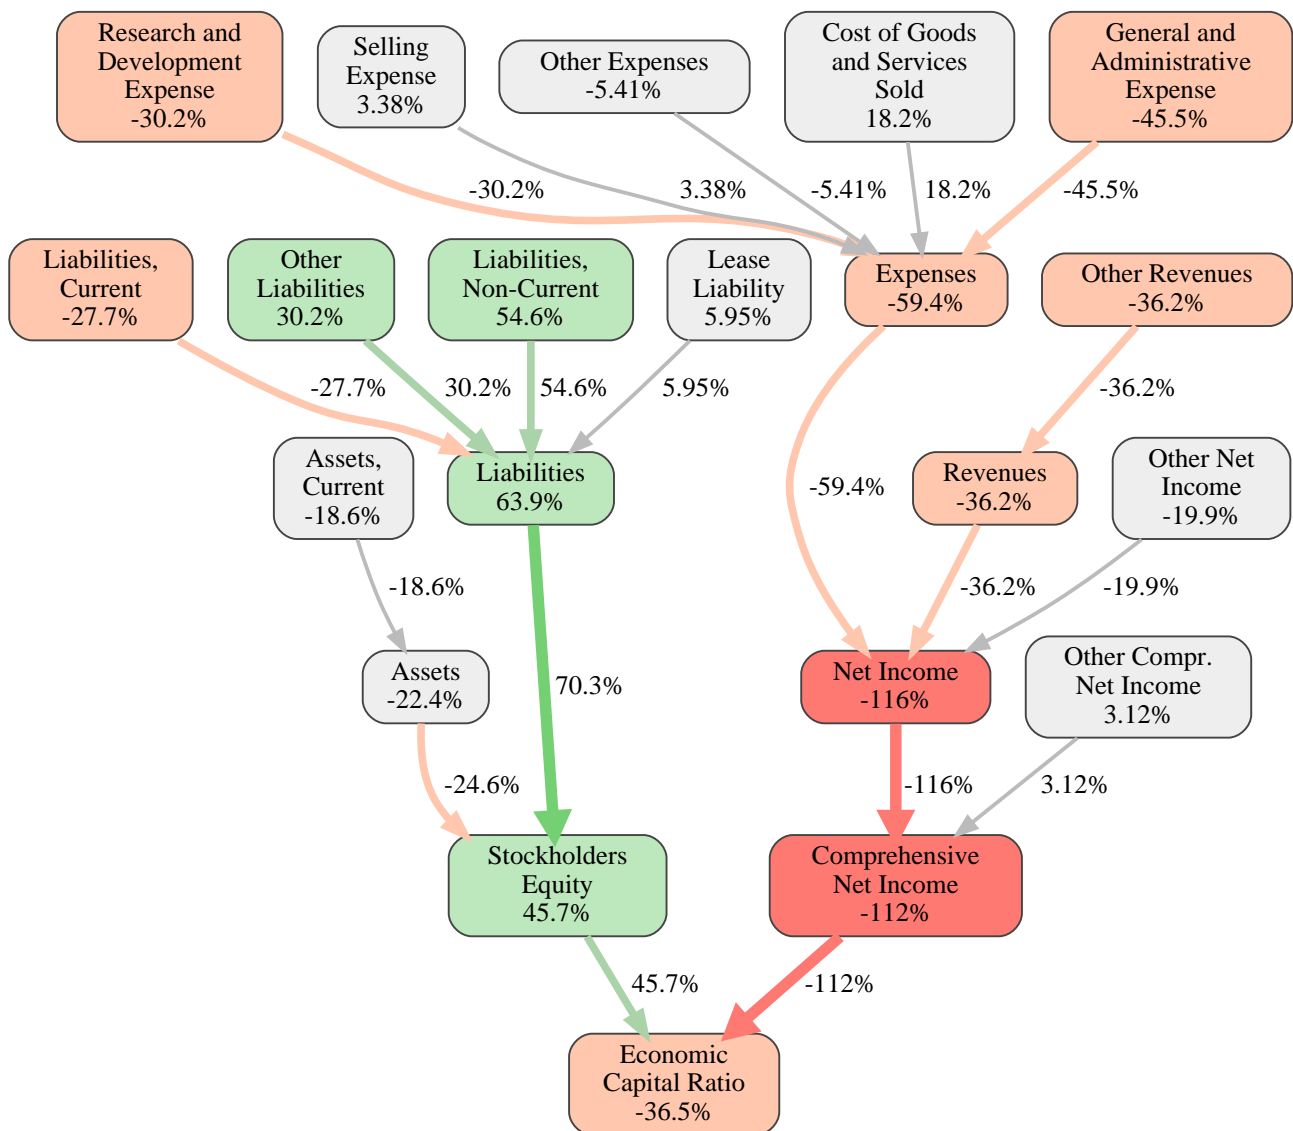 Research and
Development
Expense
-30.2%
Selling
Expense
3.38%
Other Expenses
-5.41%
Cost of Goods
and Services
Sold
18.2%
General and
Administrative
Expense
-45.5%
-30.2%
3.38%
-5.41%
18.2%
-45.5%
Liabilities,
Current
-27.7%
Other
Liabilities
30.2%
Liabilities,
Non-Current
54.6%
Lease
Liability
5.95%
Expenses
-59.4%
Other Revenues
-36.2%
-27.7%
30.2%
54.6%
5.95%
-36.2%
Assets,
Current
-18.6%
Liabilities
63.9%
-59.4%
Revenues
-36.2%
Other Net
Income
-19.9%
-18.6%
-36.2%
-19.9%
Assets
-22.4%
70.3%
Net Income
-116%
Other Compr.
Net Income
3.12%
-24.6%
-116%
3.12%
Stockholders
Equity
45.7%
Comprehensive
Net Income
-112%
45.7%
-112%
Economic
Capital Ratio
-36.5%